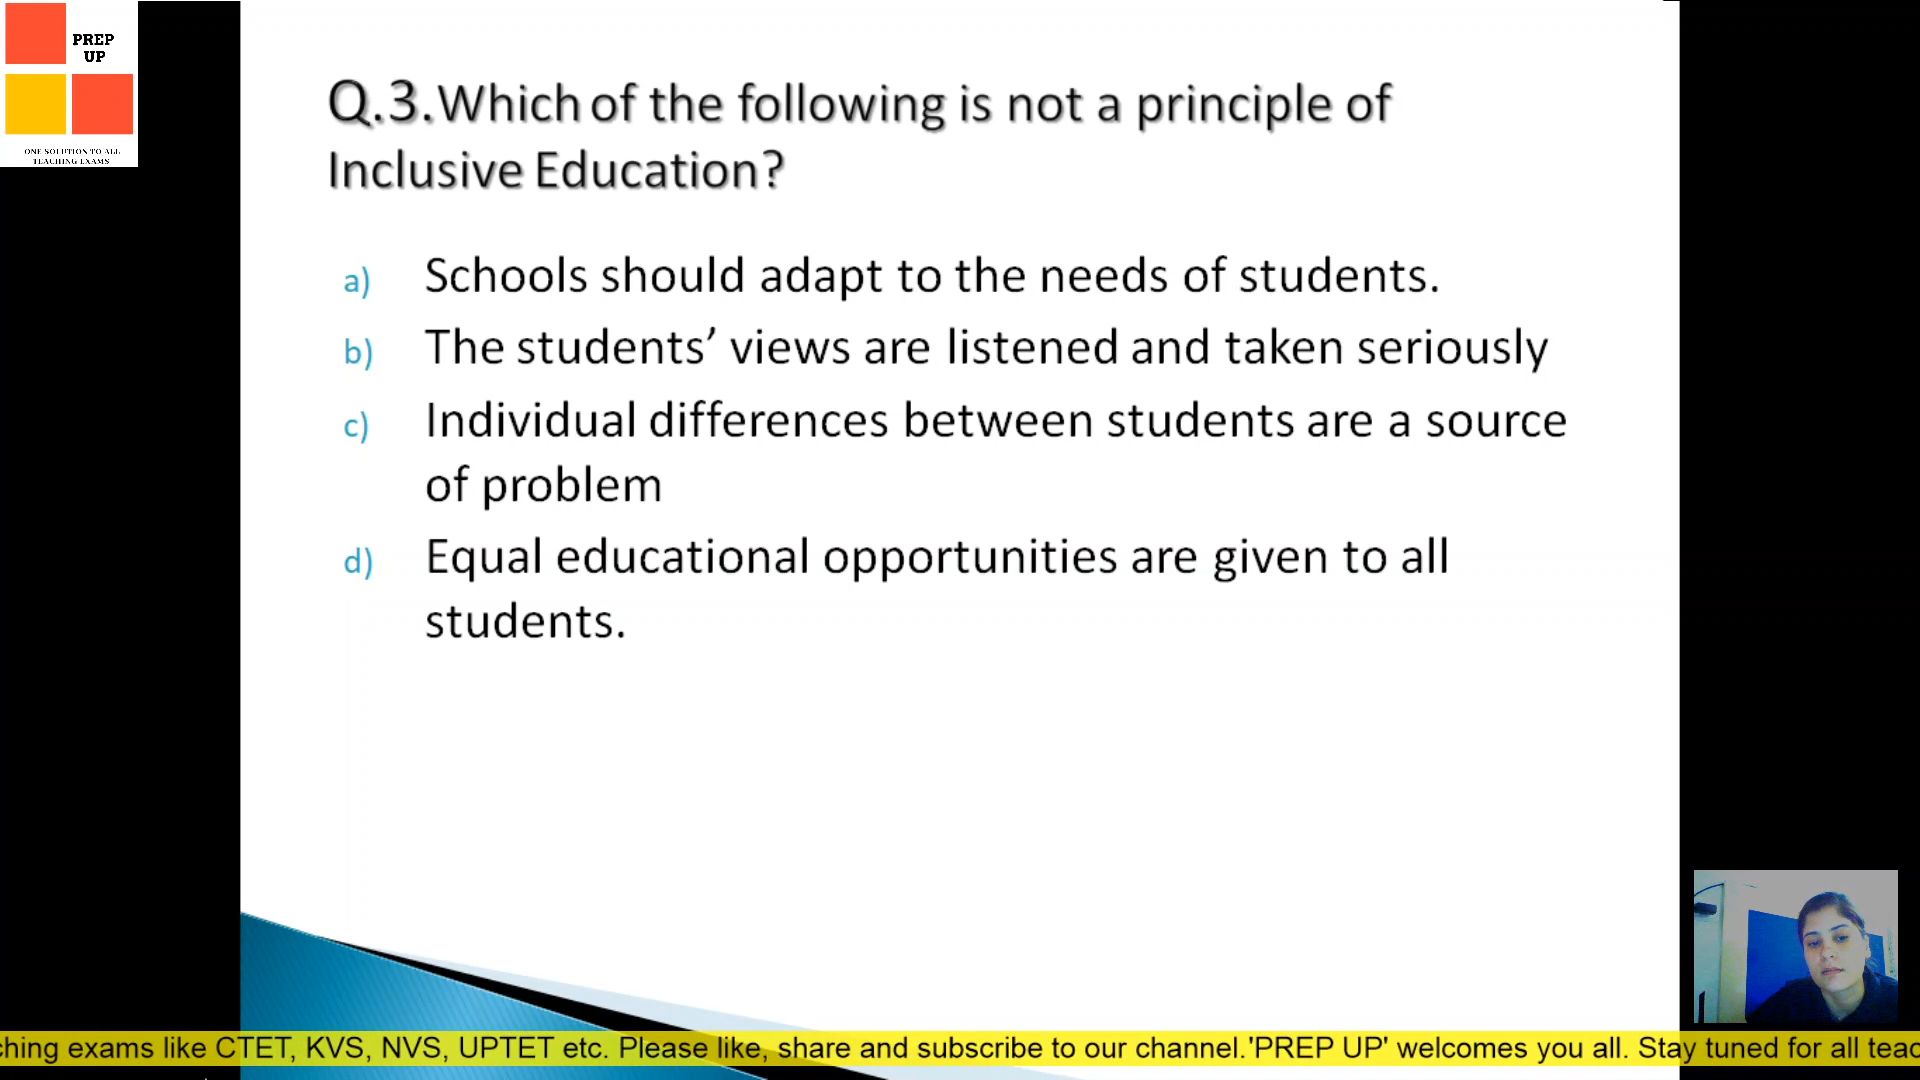 PREP
UP
ONE SOLUTION TO ALL
TEACHING EXAMS
Q.3.Which of the following is not a principle of
Inclusive Education?
a) Schools should adapt to the needs of students.
b) The students’ views are listened and taken seriously
c) Individual differences between students are a source
of problem
d) Equal educational opportunities are given to all
students.
ching exams like CTET, KVS, NVS, UPTET etc. Please like, share and subscribe to our channel.'PREP UP' welcomes you all. Stay tuned for all teac